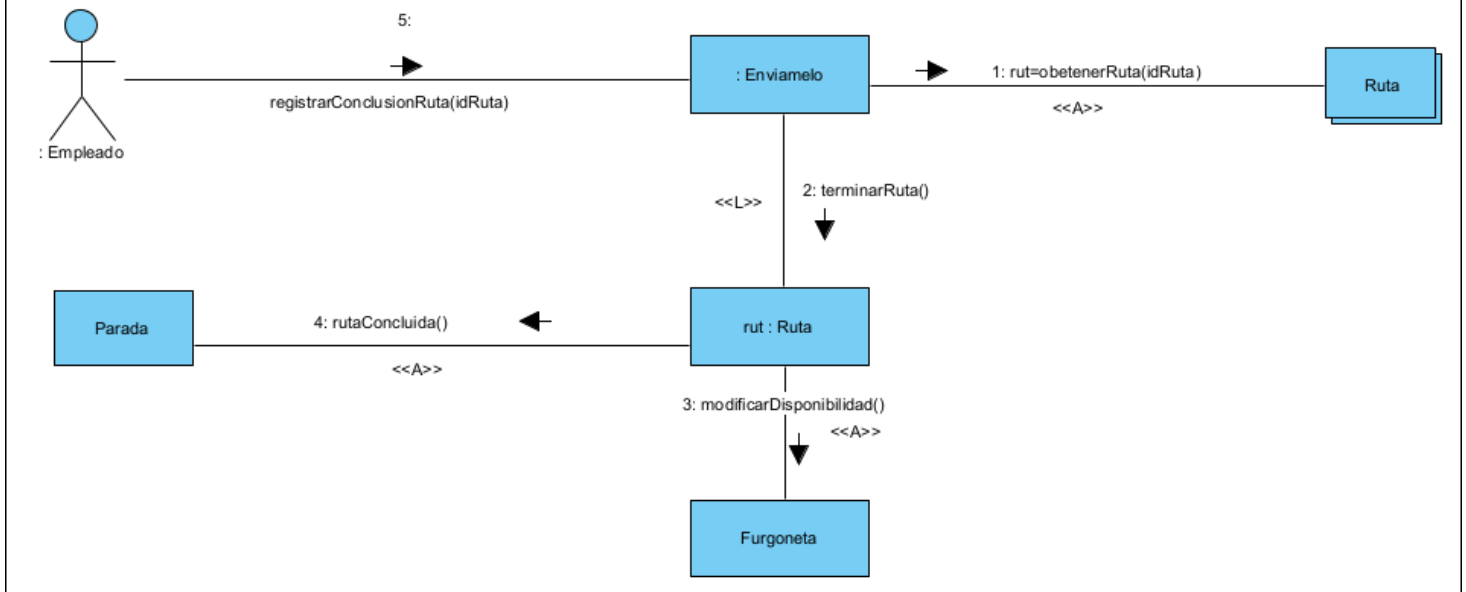 5:
registrarConclusionRuta(idRuta)
: Empleado
: Enviamelo
1: rut=obetenerRuta(idRuta)
<<A>>
Ruta
<<L>>
2: terminarRuta()
Parada
4: rutaConcluida()
<<A>>
rut : Ruta
3: modificarDisponibilidad()
<<A>>
Furgoneta